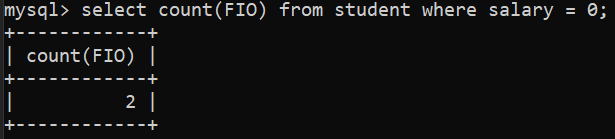 mysql> select count(FIO) from student where salary = 0;
+------------+
| count(FIO) |
+------------+
|          2 |
+------------+